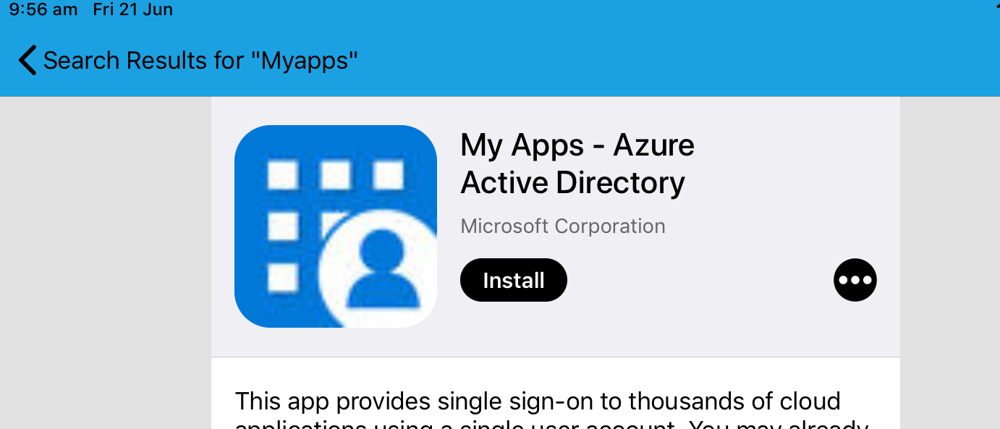 9:56 am Fri 21 Jun
Search Results for "Myapps"
My Apps - Azure
Active Directory
Microsoft Corporation
Install
This app provides single sign-on to thousands of cloud
applications using a single user account. You may already